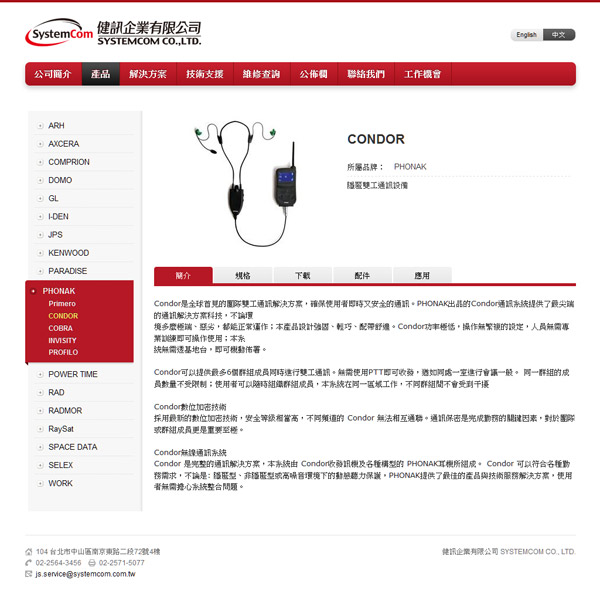 SystemCom 健訊企業有限公司
SYSTEMCOM CO.,LTD.
English 中文
公司簡介 產品 解決方案 技術支援 維修查詢 公佈欄 聯絡我們 工作機會
ARH
AXCERA
COMPRION
DOMO
GL
I-DEN
JPS
KENWOOD
PARADISE
PHONAK
Primero
CONDOR
COBRA
INVISITY
PROFILO
POWER TIME
RAD
RADMOR
RaySat
SPACE DATA
SELEX
WORK
CONDOR
所屬品牌： PHONAK
隱匿雙工通訊設備
簡介 規格 下載 配件 應用
Condor是全球首見的團隊雙工通訊解決方案，確保使用者即時又安全的通訊。PHONAK出品的Condor通訊系統提供了最尖端
的通訊解決方案科技，不論環
境多麼極端、惡劣，都能正常運作；本產品設計強固、輕巧、配帶舒適。Condor功率極低，操作無繁複的設定，人員無需專
業訓練即可操作使用；本系
統無需透基地台，即可機動佈署。
Condor可以提供最多6個群組成員同時進行雙工通訊。無需使用PTT即可收發，猶如同處一室進行會議一般。 同一群組的成
員數量不受限制；使用者可以隨時組織群組成員，本系統在同一區域工作，不同群組間不會受到干擾
Condor數位加密技術
採用最新的數位加密技術，安全等級相當高，不同頻道的 Condor 無法相互通聯。通訊保密是完成勤務的關鍵因素，對於團隊
或群組成員更是重要至極。
Condor無線通訊系統
Condor 是完整的通訊解決方案，本系統由 Condor收發訊機及各種構型的 PHONAK耳機所組成。 Condor 可以符合各種勤
務需求，不論是: 隱匿型、非隱匿型或高噪音環境下的動態聽力保護，PHONAK提供了最佳的產品與技術服務解決方案，使用
者無需擔心系統整合問題。
104 台北市中山區南京東路二段72號4樓
02-2564-3456 02-2571-5077
js.service@systemcom.com.tw
健訊企業有限公司 SYSTEMCOM CO., LTD.